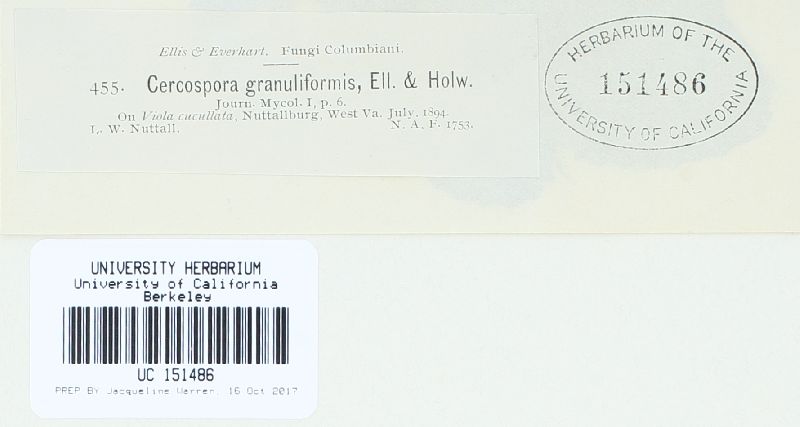 Ellis & Everhart. Fungi Columbiani.
455. Cercospora granuliformis, Ell. & Holw.
Journ. Mycol. I, p. 6.
On Viola cucullata, Nuttallburg, West Va. July, 1894.
L. W. Nuttall. N. A. F. 1753.
HERBARIUM OF THE
151486
UNIVERSITY OF CALIFORNIA
UNIVERSITY HERBARIUM
University of California
Berkeley
UC 151486
PREP BY Jacqueline Warren, 16 Oct 2017